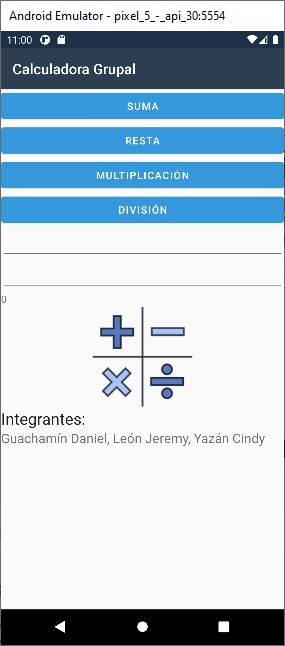 Android Emulator - pixel_5_-_api_30:5554
11:00
Calculadora Grupal
SUMA
RESTA
MULTIPLICACIÓN
DIVISIÓN
0
Integrantes:
Guachamín Daniel, León Jeremy, Yazán Cindy